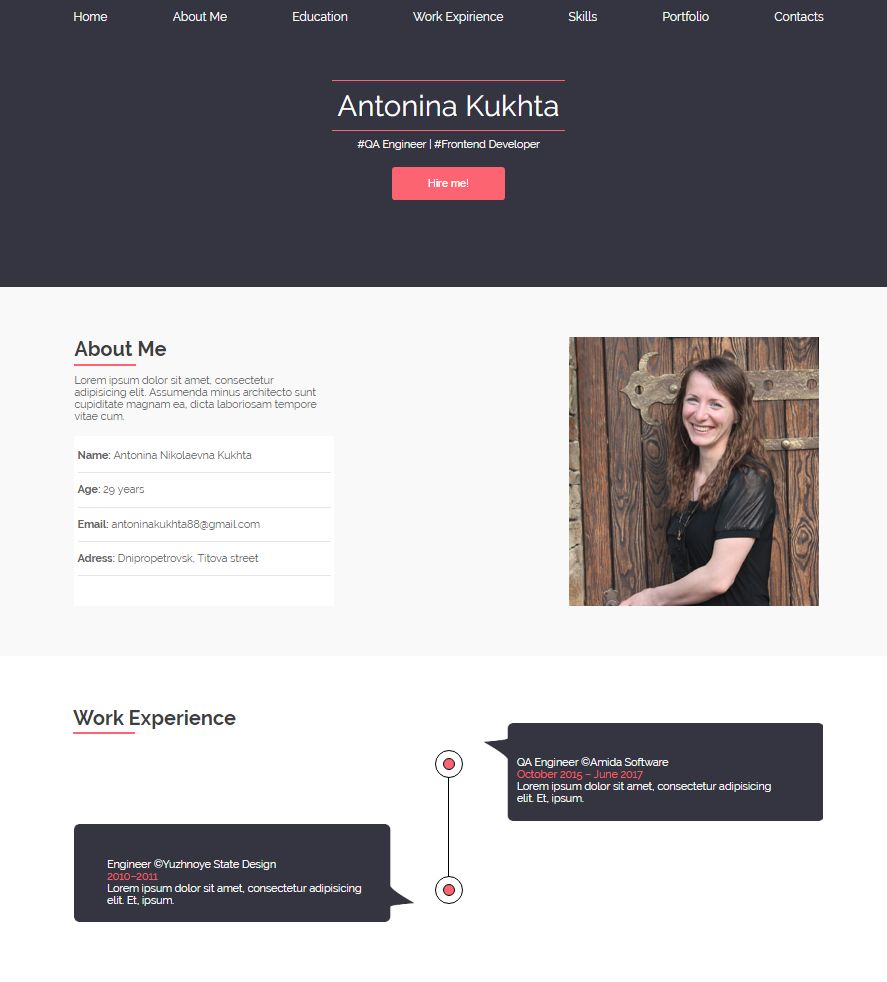 Home About Me Education Work Expirience Skills Portfolio Contacts
Antonina Kukhta
#QA Engineer | #Frontend Developer
Hire me!
About Me
Lorem ipsum dolor sit amet, consectetur
adipisicing elit. Assumenda minus architecto sunt
cupiditate magnam ea, dicta laboriosam tempore
vitae cum.
Name: Antonina Nikolaevna Kukhta
Age: 29 years
Email: antoninakukhta88@gmail.com
Adress: Dnipropetrovsk, Titova street
Work Experience
QA Engineer ©Amida Software
October 2015 – June 2017
Lorem ipsum dolor sit amet, consectetur adipisicing
elit. Et, ipsum.
Engineer ©Yuzhnoye State Design
2010–2011
Lorem ipsum dolor sit amet, consectetur adipisicing
elit. Et, ipsum.